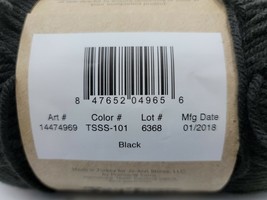 8 47652 04965 6
Art # Color # Lot # Mfg Date
14474969 TSSS-101 6368 01/2018
Black